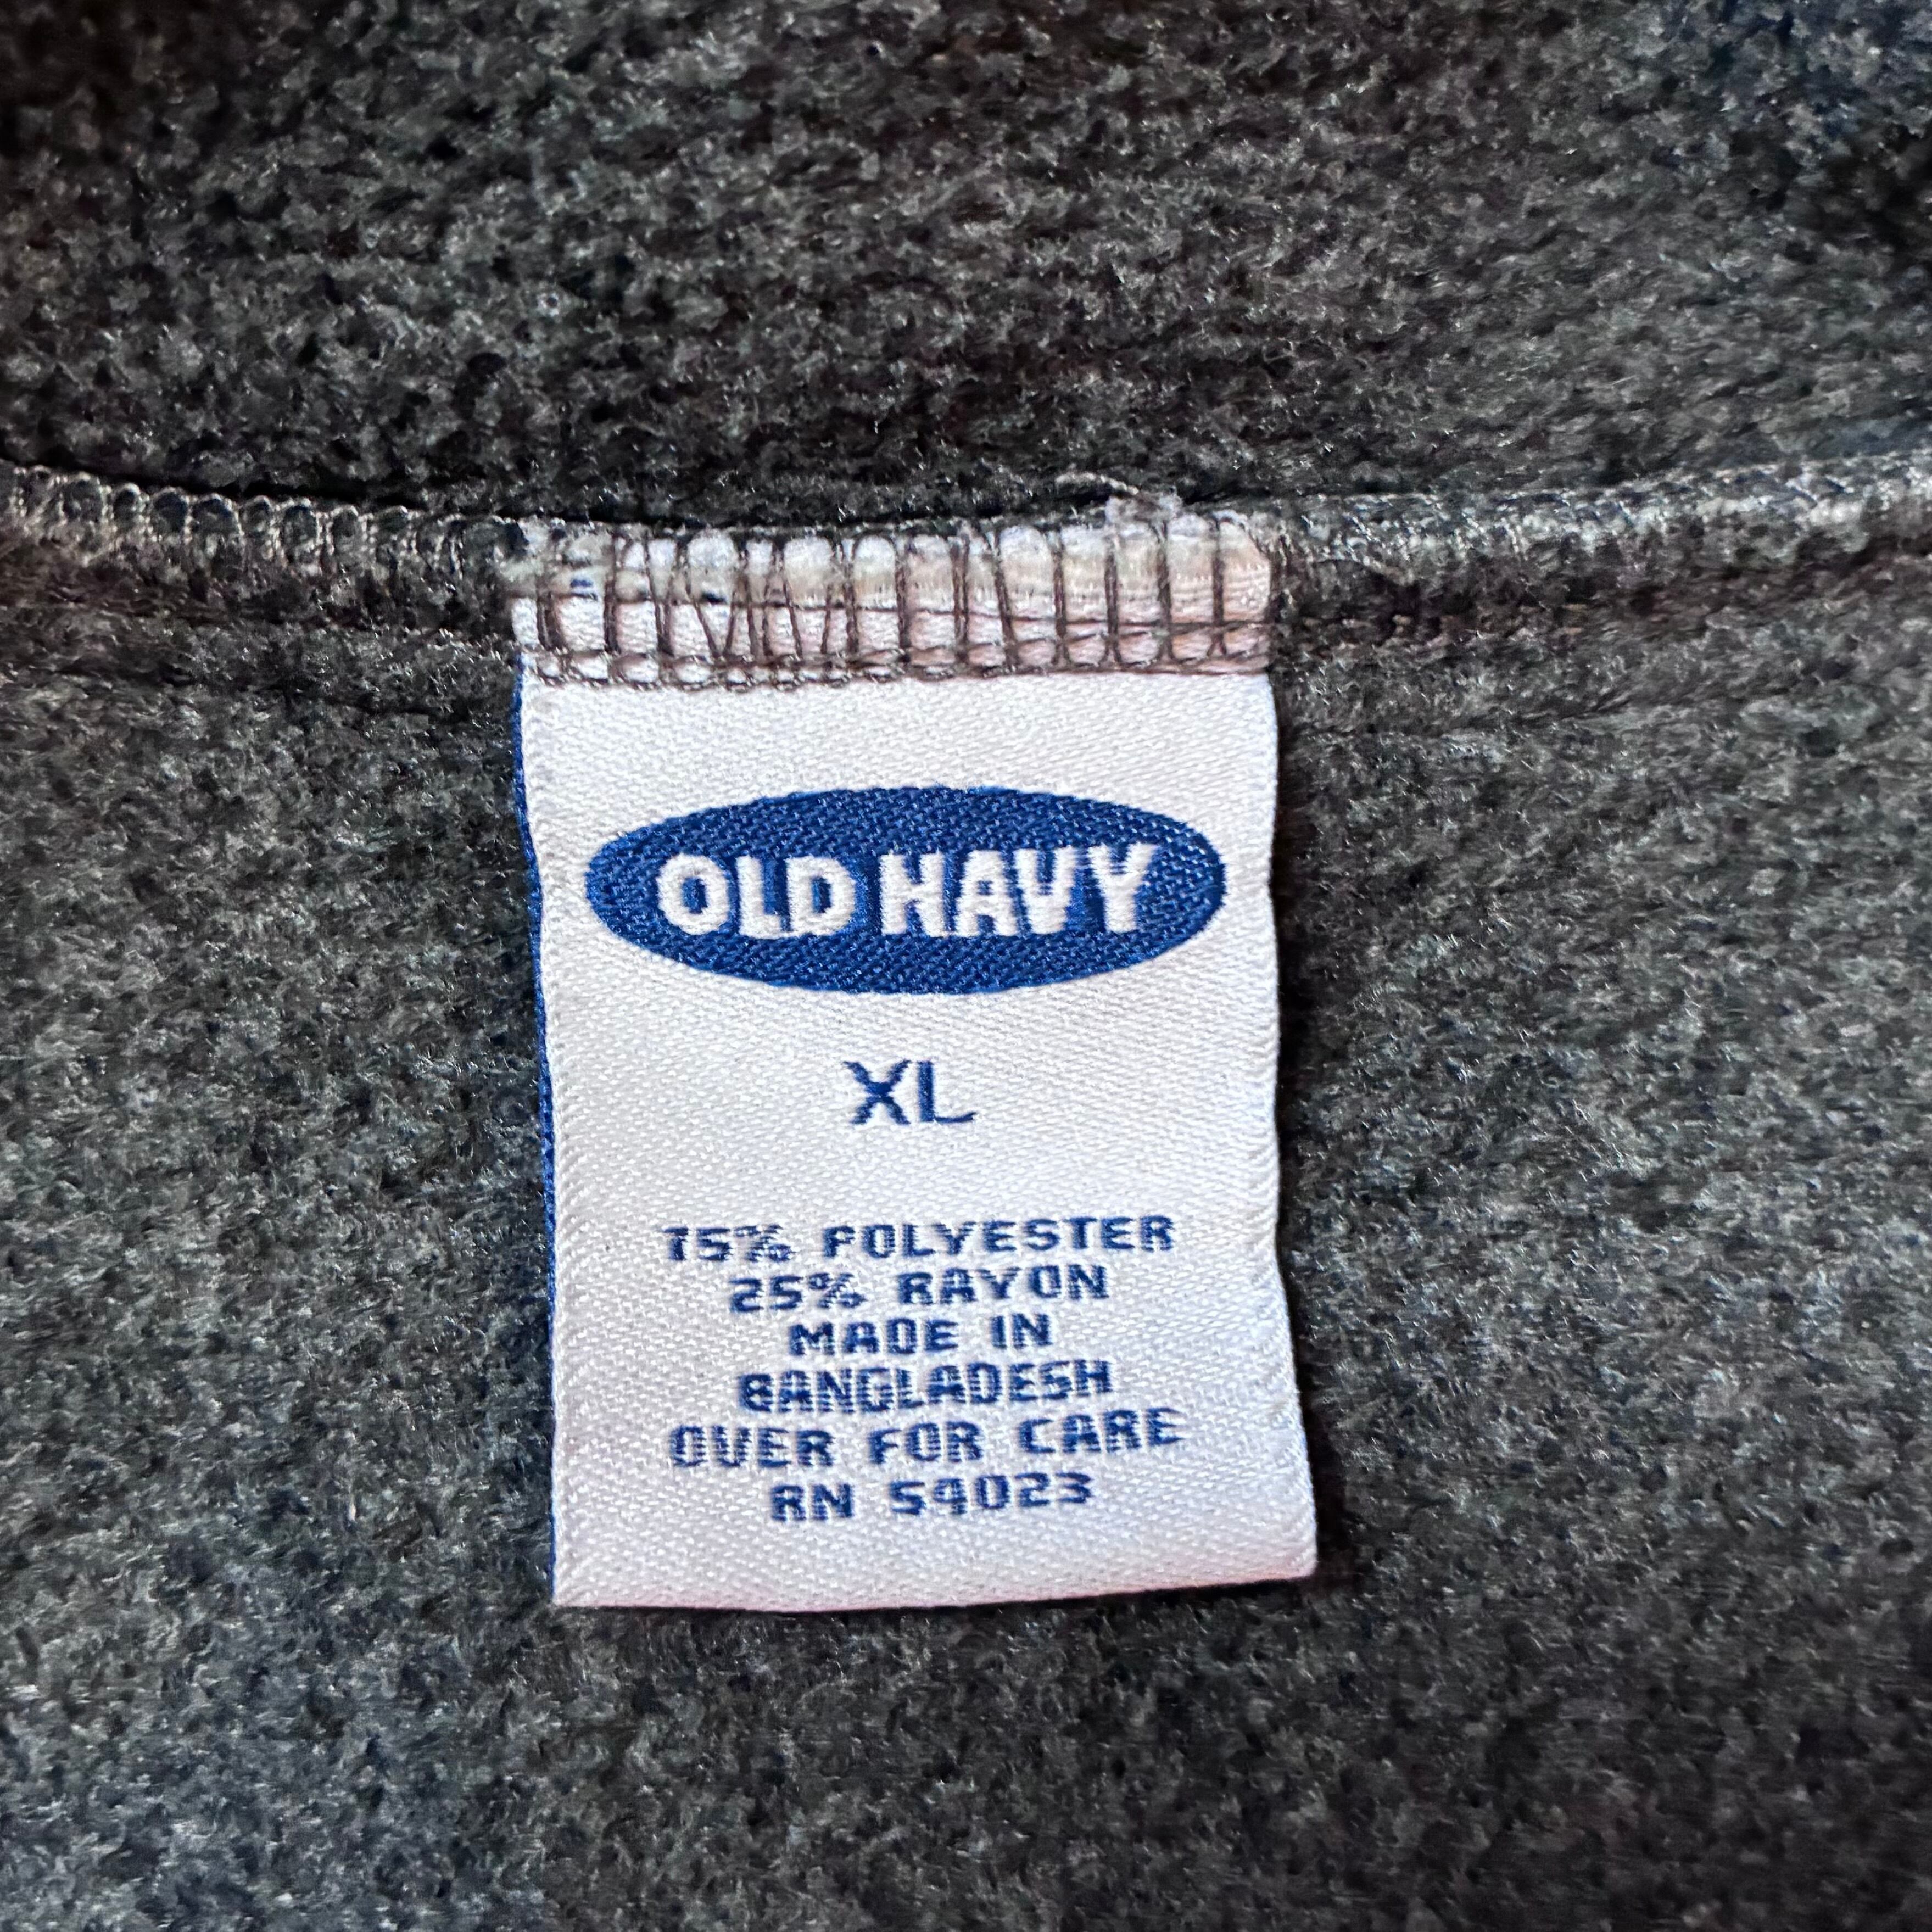 OLD NAVY
XL
75% POLYESTER
25% RAYON
MADE IN
BANGLADESH
OVER FOR CARE
RN 54023